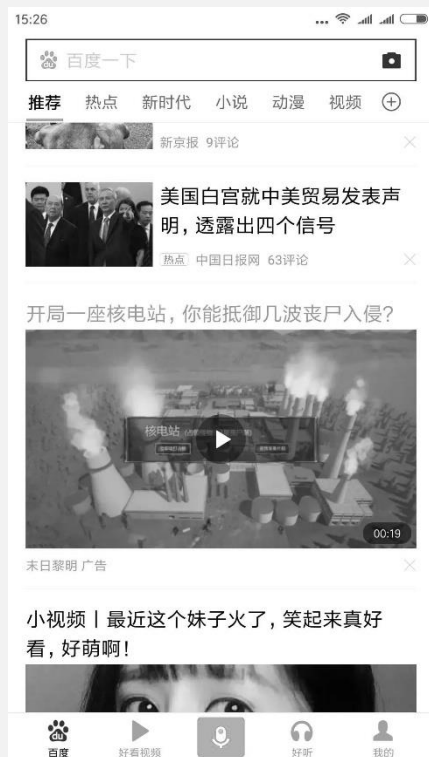 15:26
百度一下
推荐 热点 新时代 小说 动漫 视频
新京报 9评论
美国白宫就中美贸易发表声
明，透露出四个信号
热点 中国日报网 63评论
开局一座核电站，你能抵御几波丧尸入侵？
核电站
00:19
末日黎明 广告
小视频丨最近这个妹子火了，笑起来真好
看，好萌啊！
du
百度 好看视频 好听 我的